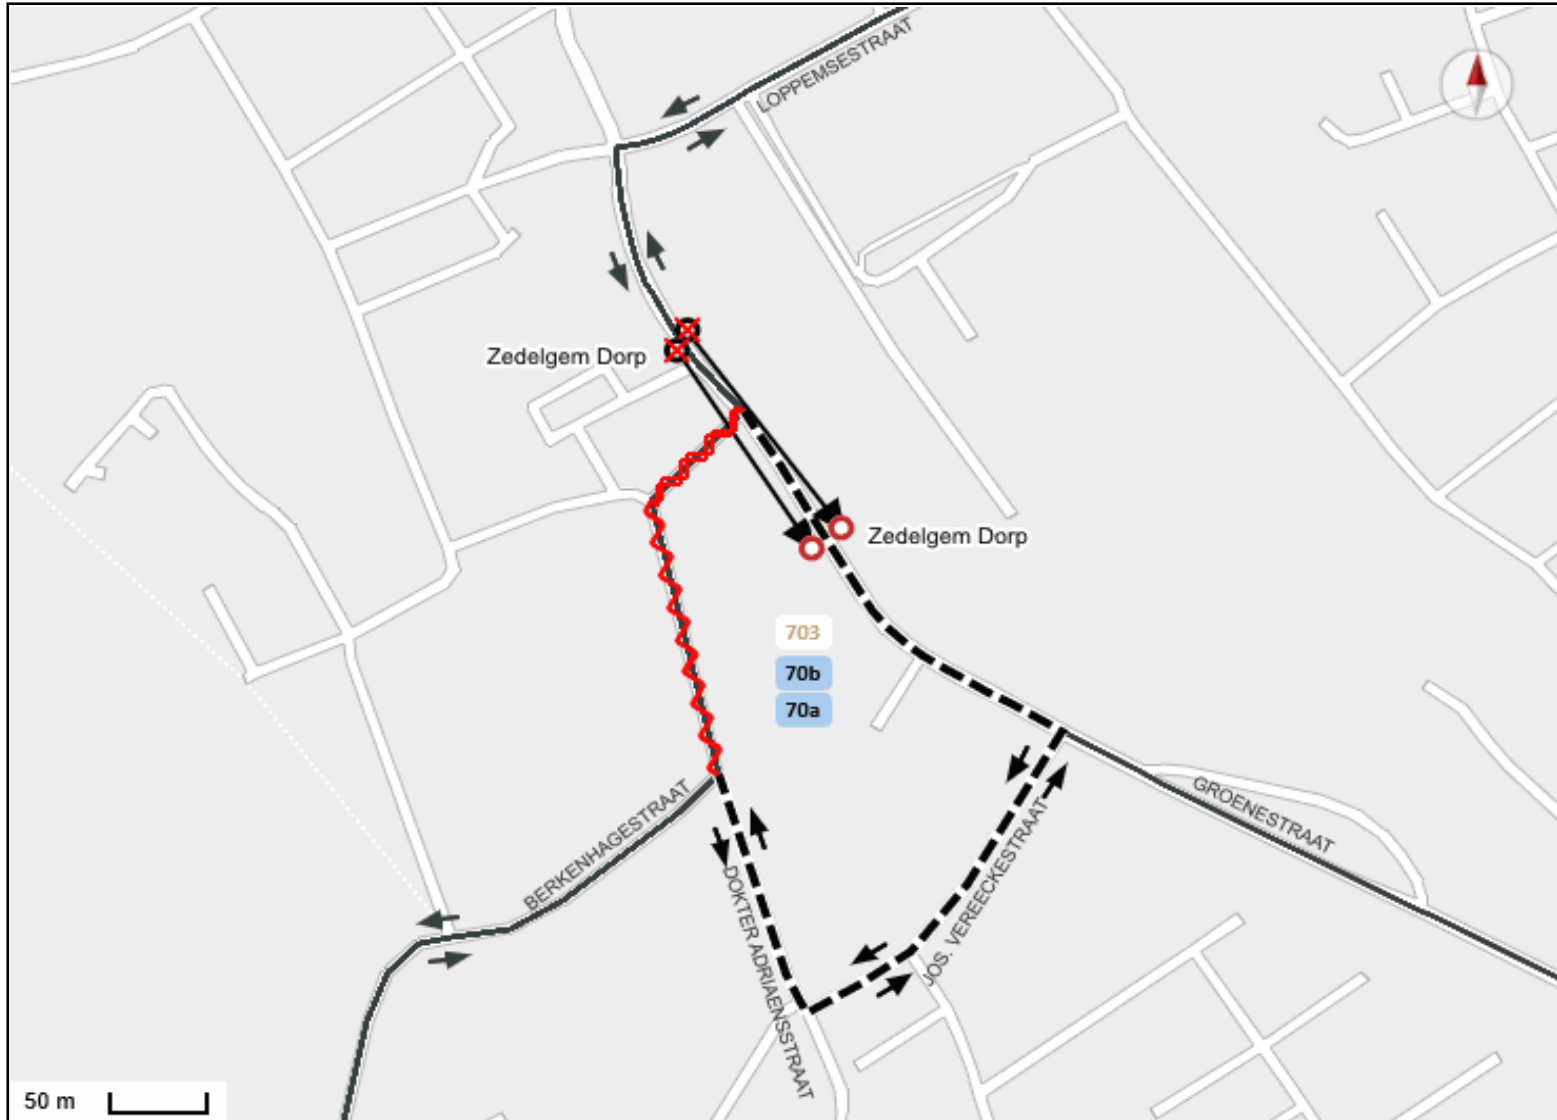 LOPPEMSESTRAAT
Zedelgem Dorp
Zedelgem Dorp
703
70b
70a
GROENESTRAAT
BERKENHAGESTRAAT
JOS. VEREECKESTRAAT
DOKTER ADRIAENSSTRAAT
50 m